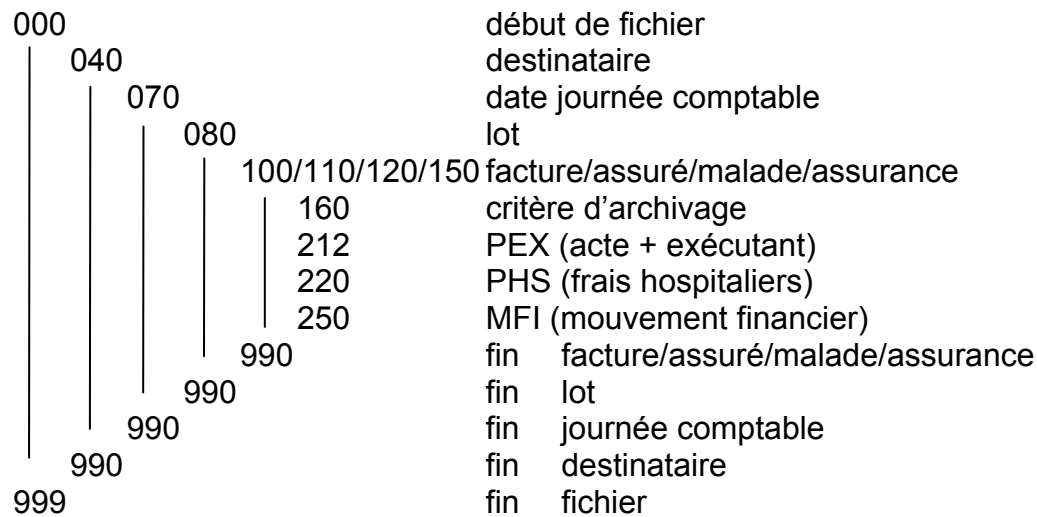 000 début de fichier
040 destinataire
070 date journée comptable
080 lot
100/110/120/150 facture/assuré/malade/assurance
160 critère d'archivage
212 PEX (acte + exécutant)
220 PHS (frais hospitaliers)
250 MFI (mouvement financier)
990 fin facture/assuré/malade/assurance
990 fin lot
990 fin journée comptable
990 fin destinataire
999 fin fichier